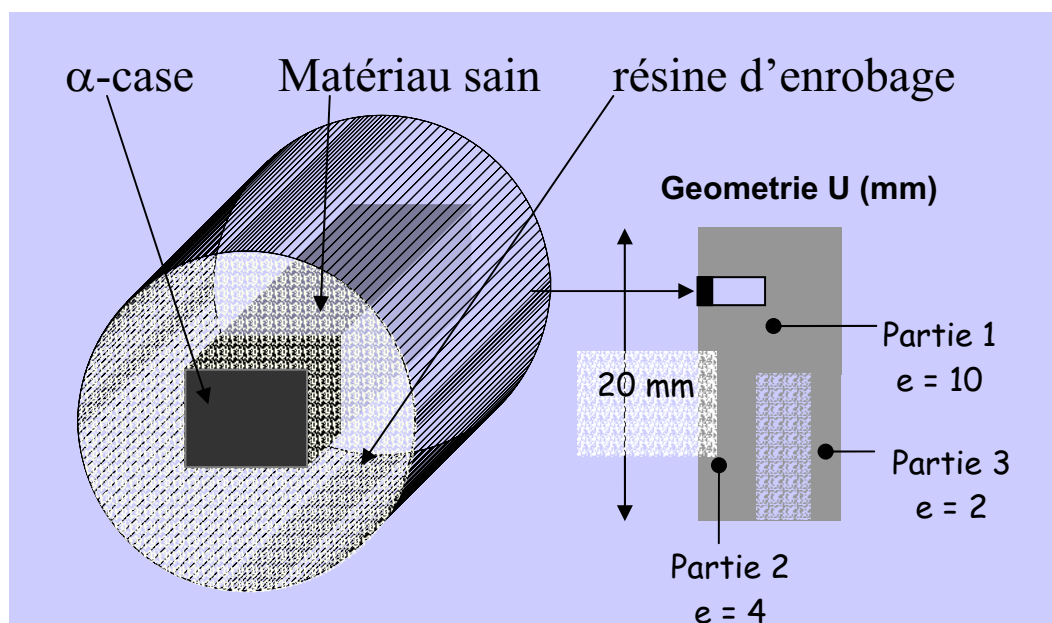 α-case
Matériau sain
résine d’enrobage
Geometrie U (mm)
20 mm
Partie 1
e = 10
Partie 3
e = 2
Partie 2
e = 4